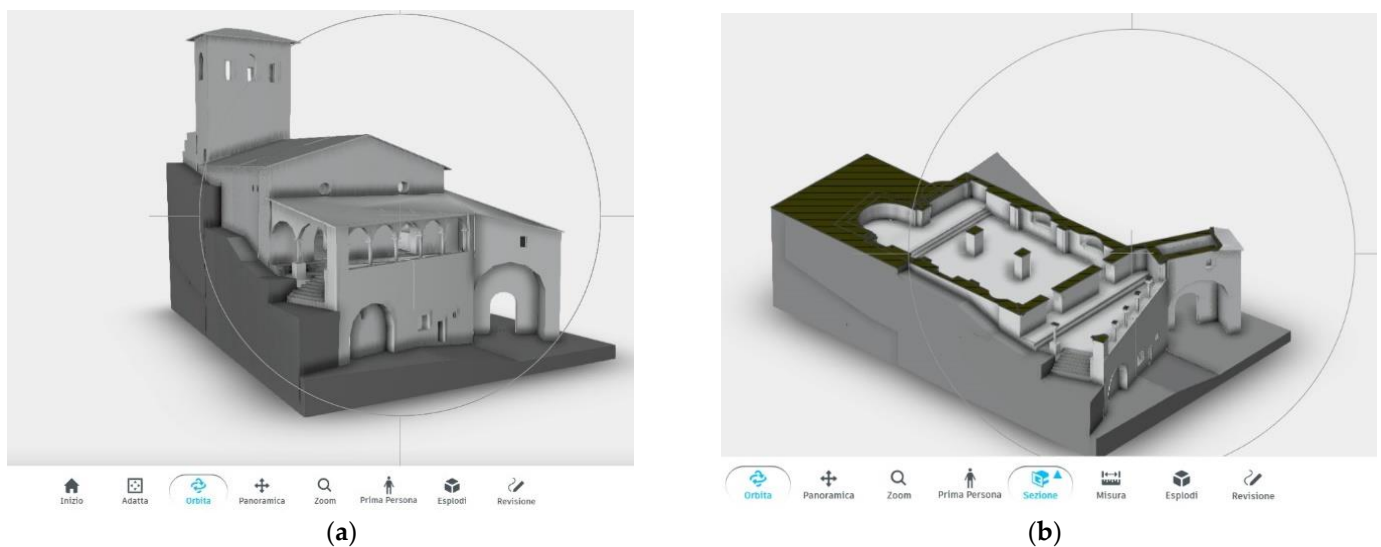 Inizio Adatta Orbita Panoramica Zoom Prima Persona Esplodi Revisione
Orbita Panoramica Zoom Prima Persona Sezione Misura Esplodi Revisione
(a)
(b)